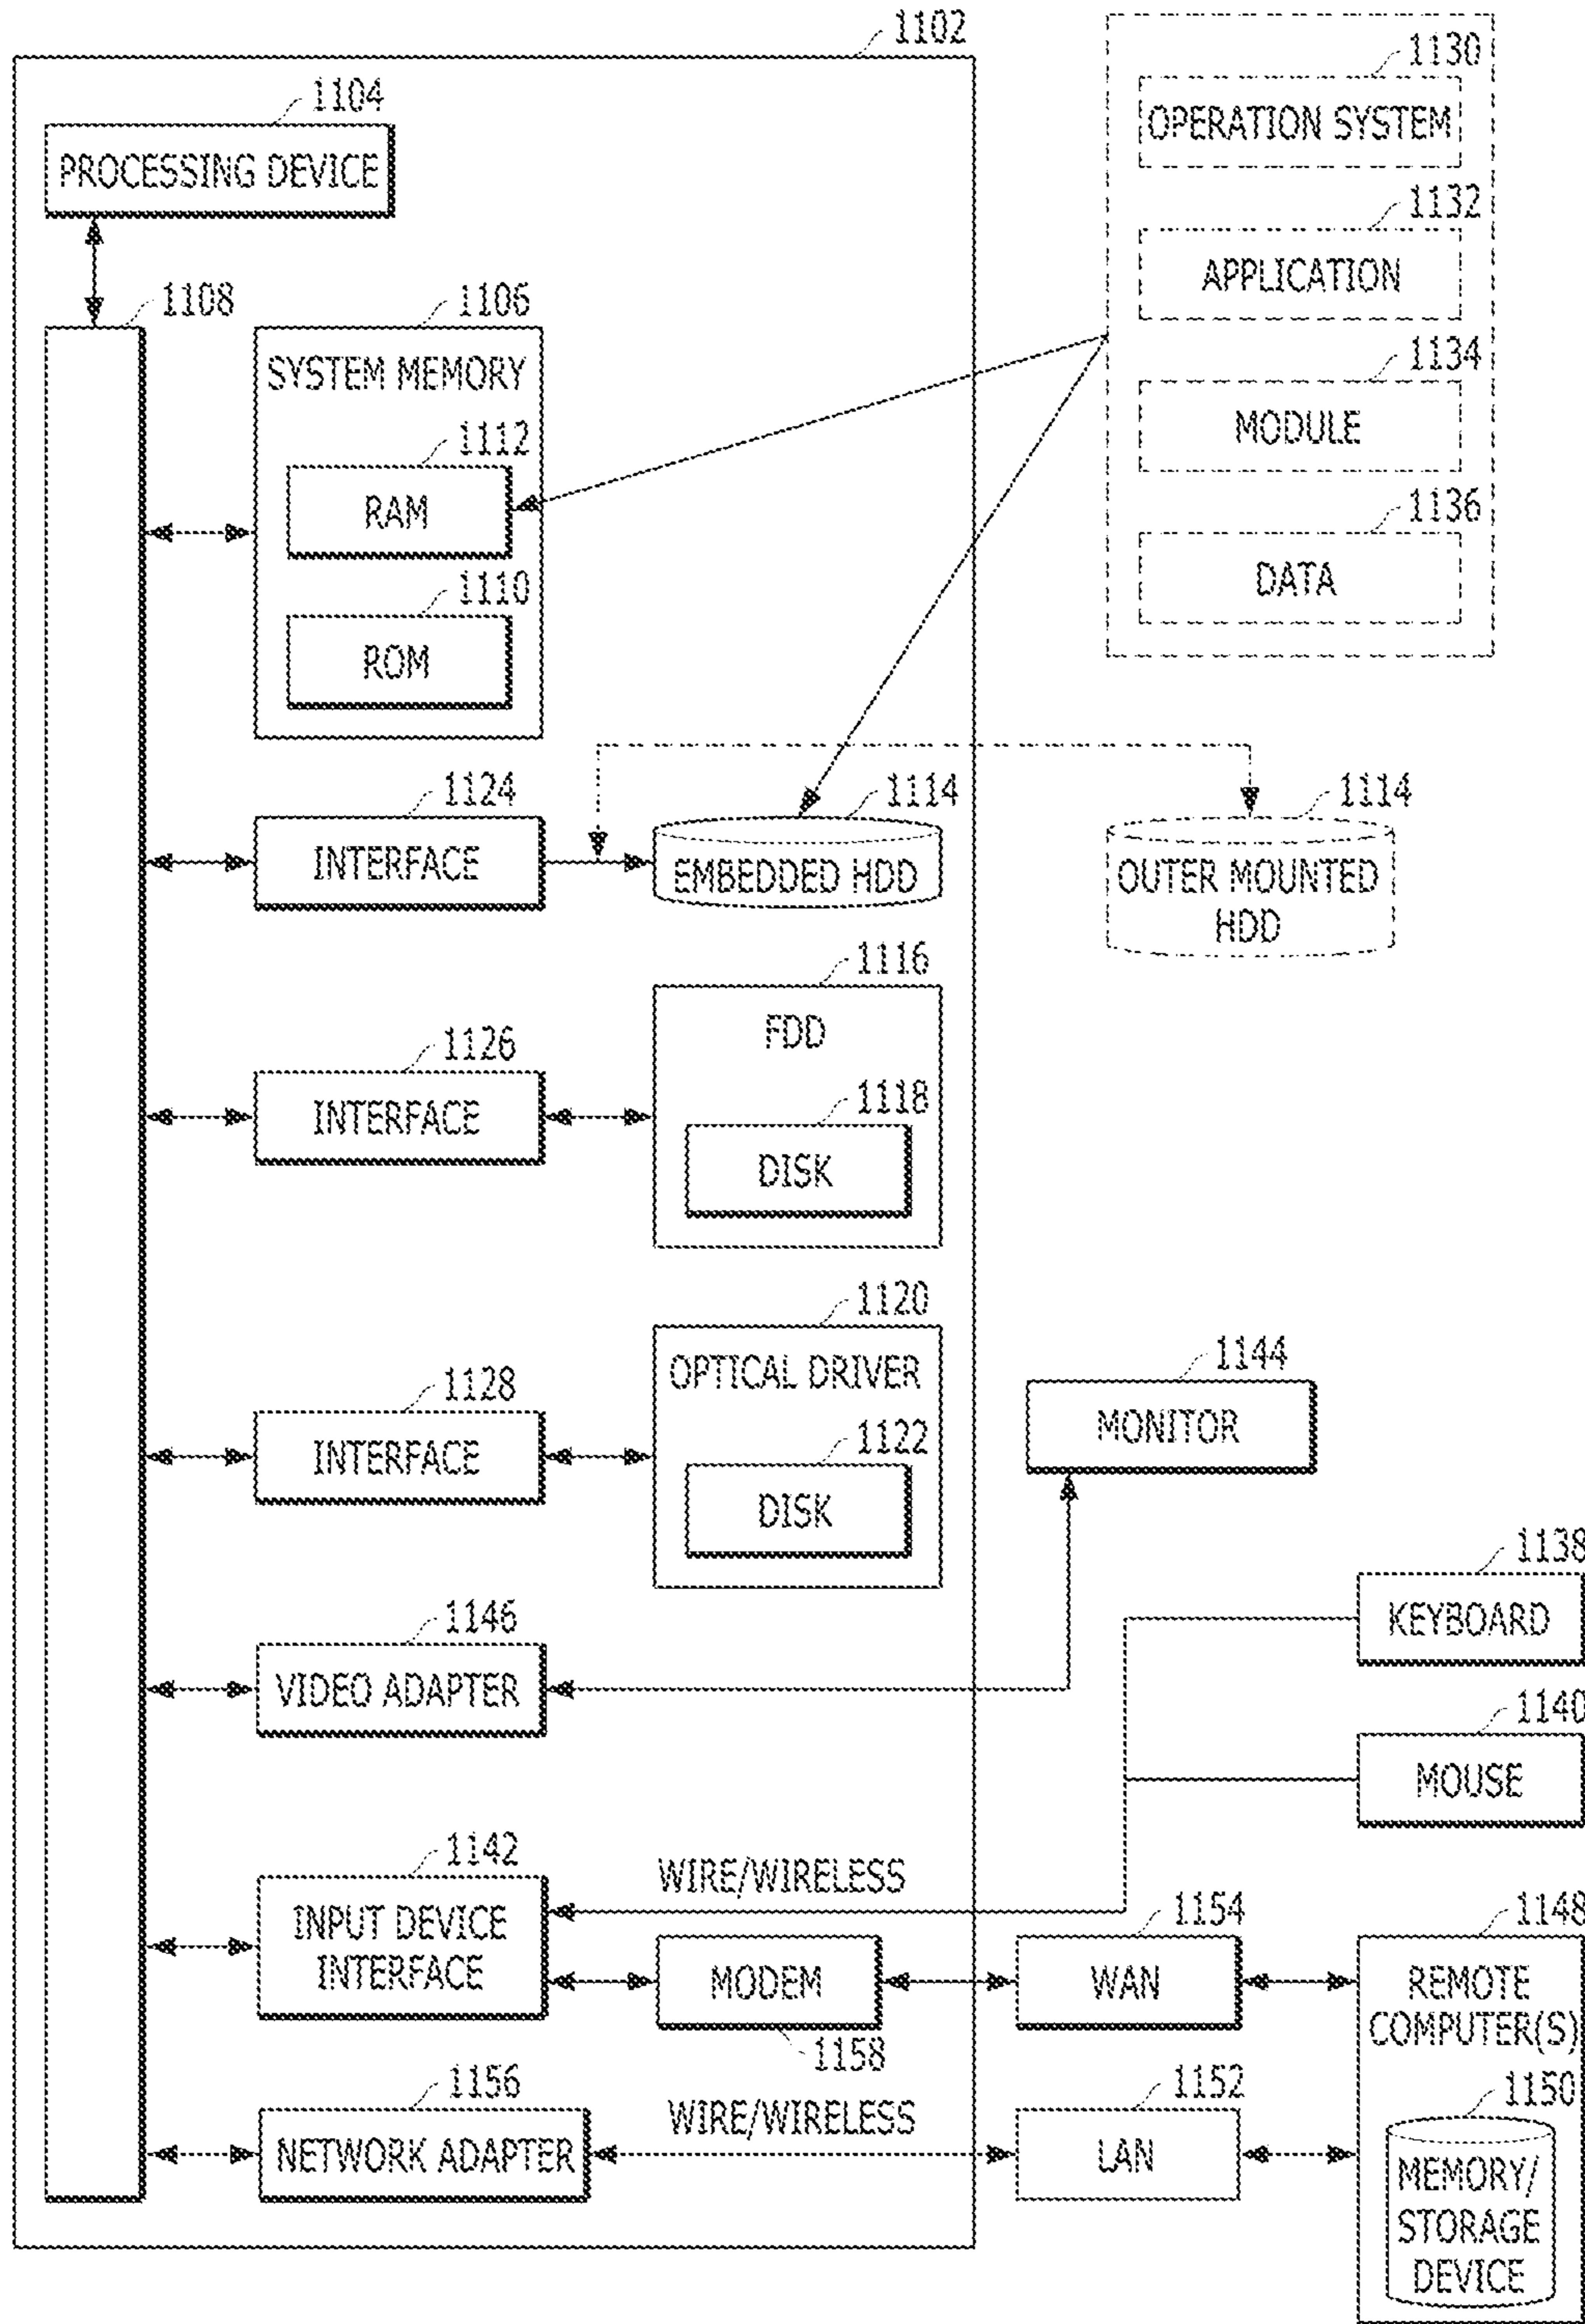 1102
1104
PROCESSING DEVICE
1108
1106
SYSTEM MEMORY
1112
RAM
1110
ROM
1130
OPERATION SYSTEM
1132
APPLICATION
1134
MODULE
1136
DATA
1124
INTERFACE
1114
EMBEDDED HDD
1114
OUTER MOUNTED
HDD
1116
FDD
1126
INTERFACE
1118
DISK
1120
OPTICAL DRIVER
1128
INTERFACE
1122
DISK
1144
MONITOR
1138
KEYBOARD
1146
VIDEO ADAPTER
1140
MOUSE
1142
INPUT DEVICE
INTERFACE
WIRE/WIRELESS
MODEM
1158
1154
WAN
1148
REMOTE
COMPUTER(S)
1156
NETWORK ADAPTER
WIRE/WIRELESS
1152
LAN
1150
MEMORY/
STORAGE
DEVICE